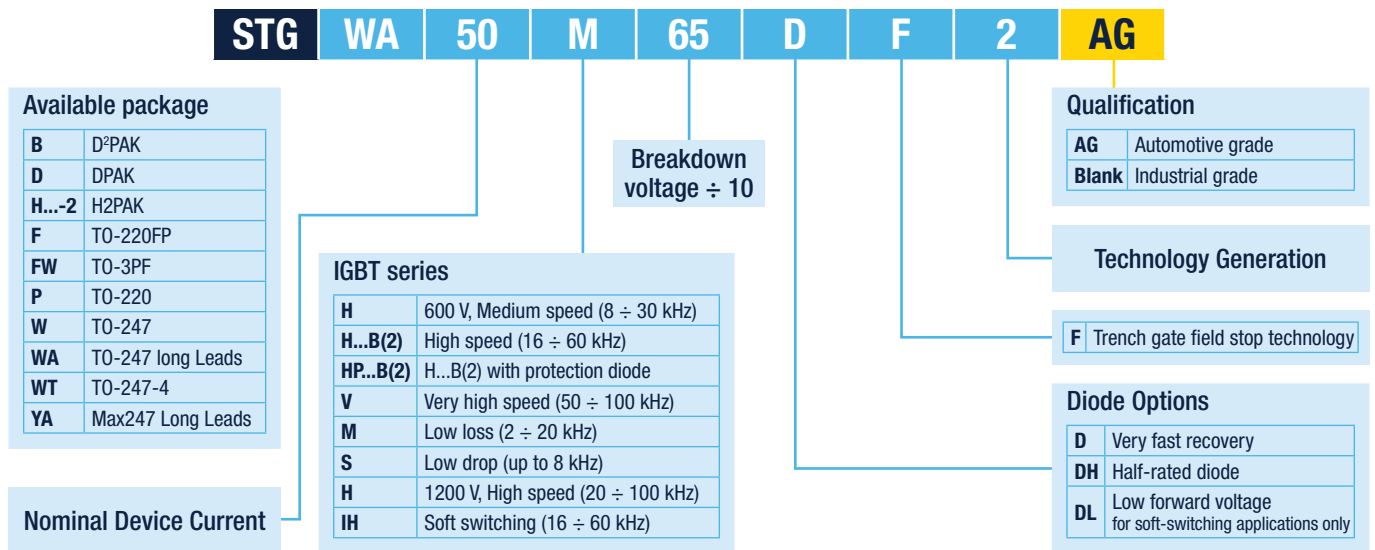 STG WA 50 M 65 D F 2 AG
Available package
B D²PAK
D DPAK
H...-2 H2PAK
F TO-220FP
FW TO-3PF
P TO-220
W TO-247
WA TO-247 long Leads
WT TO-247-4
YA Max247 Long Leads
Nominal Device Current
IGBT series
H 600 V, Medium speed (8 ÷ 30 kHz)
H...B(2) High speed (16 ÷ 60 kHz)
HP...B(2) H...B(2) with protection diode
V Very high speed (50 ÷ 100 kHz)
M Low loss (2 ÷ 20 kHz)
S Low drop (up to 8 kHz)
H 1200 V, High speed (20 ÷ 100 kHz)
IH Soft switching (16 ÷ 60 kHz)
Breakdown
voltage ÷ 10
Qualification
AG Automotive grade
Blank Industrial grade
Technology Generation
F Trench gate field stop technology
Diode Options
D Very fast recovery
DH Half-rated diode
DL Low forward voltage
for soft-switching applications only